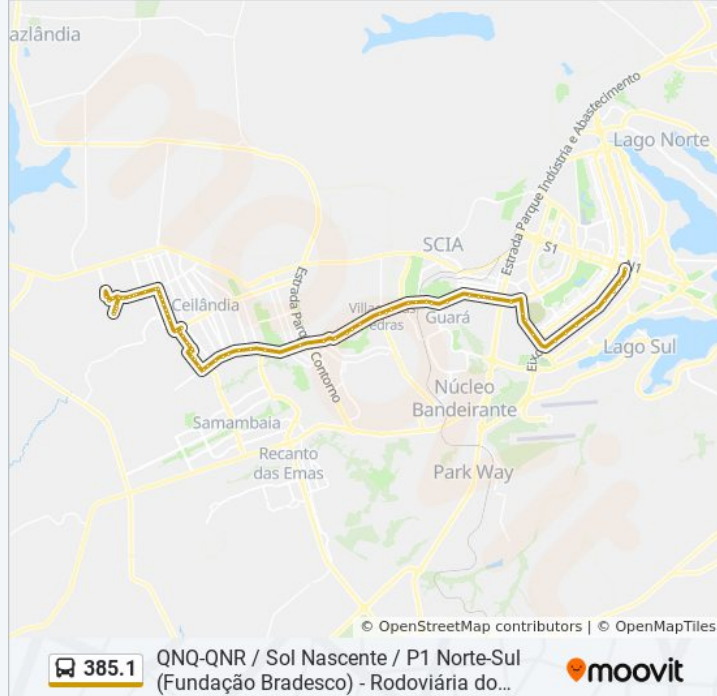 azlândia
Estrada Parque Indústria e Abastecimento
Lago Norte
SCIA
S1
N1
Ceilândia
Estrada Parque Contorno
Guará
Lago Sul
Núcleo
Bandeirante
Samambaia
Recanto
das Emas
Park Way
© OpenStreetMap contributors | © OpenMapTiles
385.1
QNQ-QNR / Sol Nascente / P1 Norte-Sul
(Fundação Bradesco) - Rodoviária do...
moovit